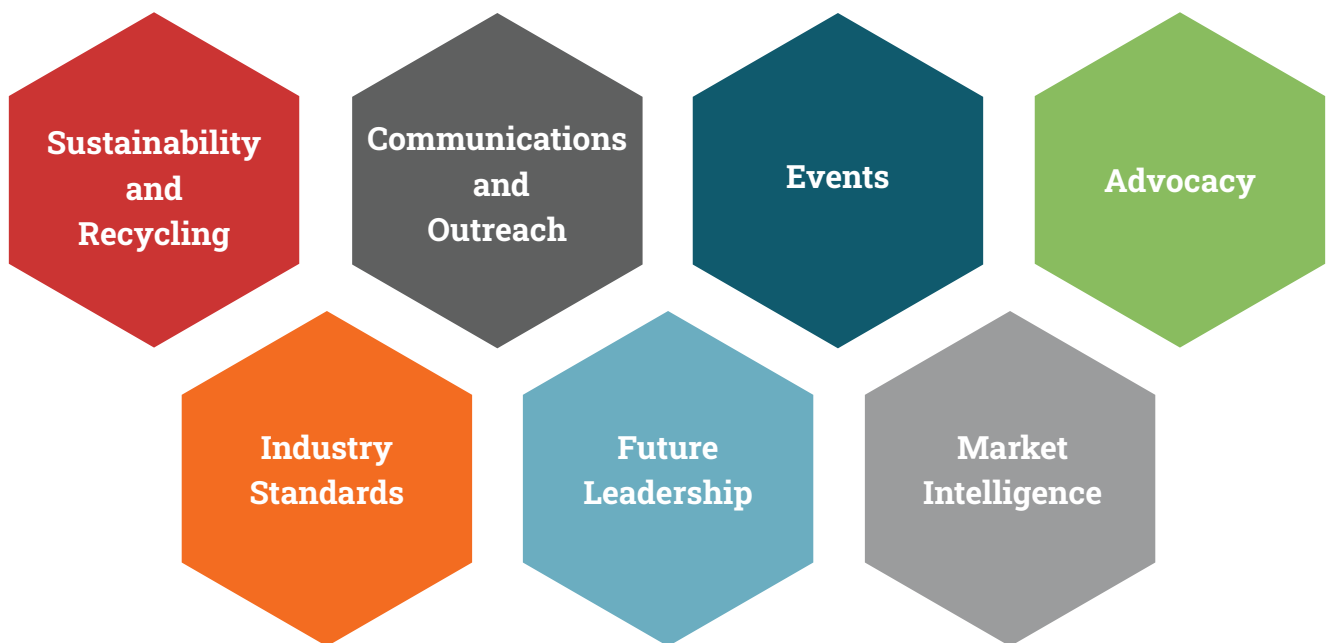 Sustainability
and
Recycling
Communications
and
Outreach
Events
Advocacy
Industry
Standards
Future
Leadership
Market
Intelligence